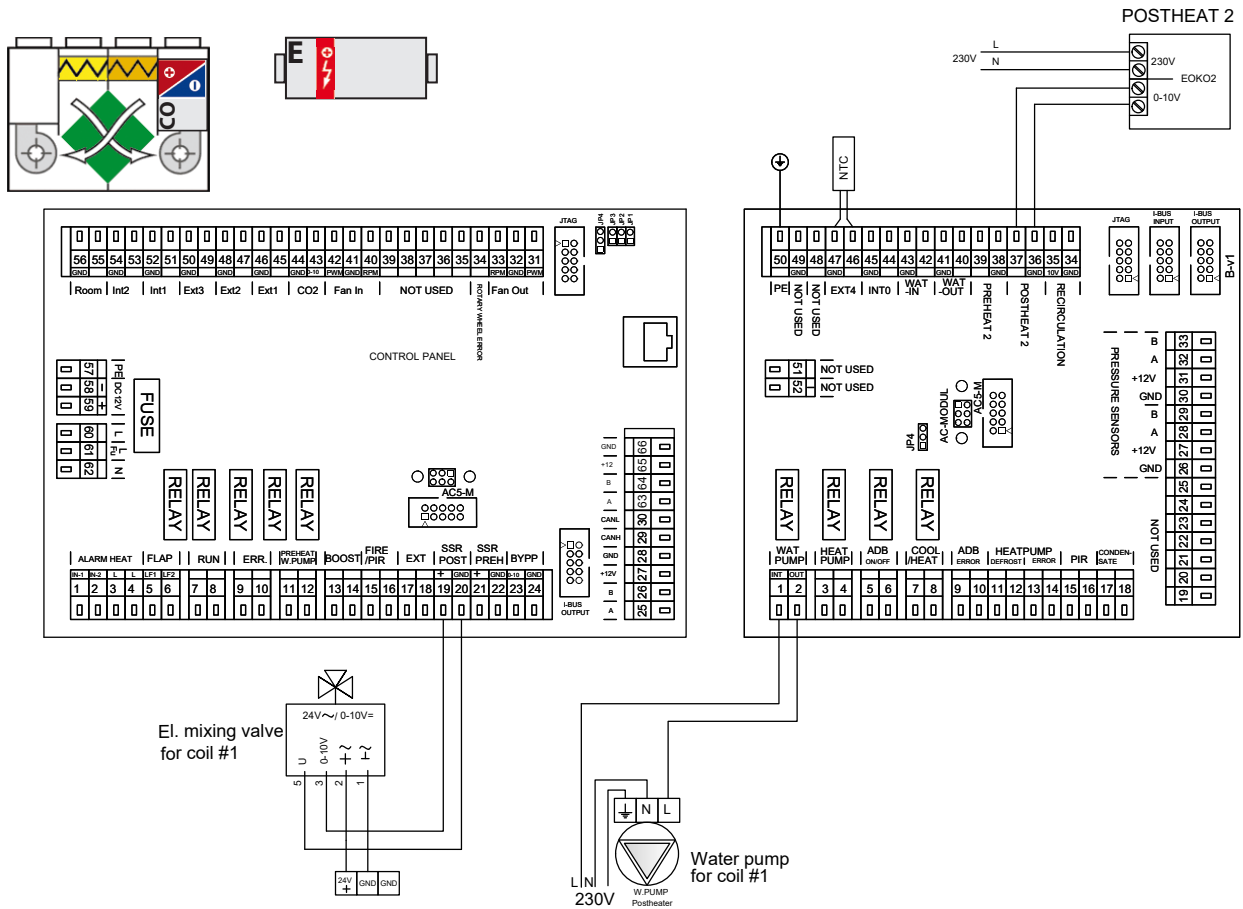 POSTHEAT 2
E
CO
L
230V
N
230V
EOKO2
0-10V
NTC
JTAG
JP4
JP3
JP2
JP1
56 55 54 53 52 51 50 49 48 47 46 45 44 43 42 41 40 39 38 37 36 35 34 33 32 31
GND GND GND GND GND GND GND 0-10 PWM GND RPM RPM GND PWM
Room Int2 Int1 Ext3 Ext2 Ext1 CO2 Fan In NOT USED ROTARY WHEEL ERROR Fan Out
CONTROL PANEL
57 58 59
PE DC 12V - +
60 61 62
L Fu L N
FUSE
RELAY RELAY RELAY RELAY RELAY
AC5-M
GND 66
+12 65
B 64
A 63
CANL 30
CANH 29
GND 28
+12V 27
B 26
A 25
ALARM HEAT FLAP RUN ERR. PREHEAT/ W.PUMP BOOST FIRE /PIR EXT SSR POST SSR PREH BYPP
IN-1 IN-2 L L LF1 LF2 + GND + GND 0-10 GND
1 2 3 4 5 6 7 8 9 10 11 12 13 14 15 16 17 18 19 20 21 22 23 24
I-BUS
OUTPUT
JTAG
I-BUS
INPUT
I-BUS
OUTPUT
B-v1
50 49 48 47 46 45 44 43 42 41 40 39 38 37 36 35 34
GND GND GND GND GND GND GND 10V GND
PE NOT USED NOT USED EXT4 INT0 WAT -IN WAT -OUT PREHEAT 2 POSTHEAT 2 RECIRCULATION
51 NOT USED
52 NOT USED
JP4
AC-MODUL
AC5-M
PRESSURE SENSORS
B 33
A 32
+12V 31
GND 30
B 29
A 28
+12V 27
GND 26
25
24
23
22
21
20
19
NOT USED
RELAY RELAY RELAY RELAY
WAT PUMP HEAT PUMP ADB ON/OFF COOL /HEAT ADB ERROR HEATPUMP DEFROST ERROR PIR CONDEN- SATE
INT OUT
1 2 3 4 5 6 7 8 9 10 11 12 13 14 15 16 17 18
El. mixing valve
for coil #1
24V~/ 0-10V=
U 0-10V
5 3 2 1
24V + GND GND
N L
L N
230V
W.PUMP
Postheater
Water pump
for coil #1